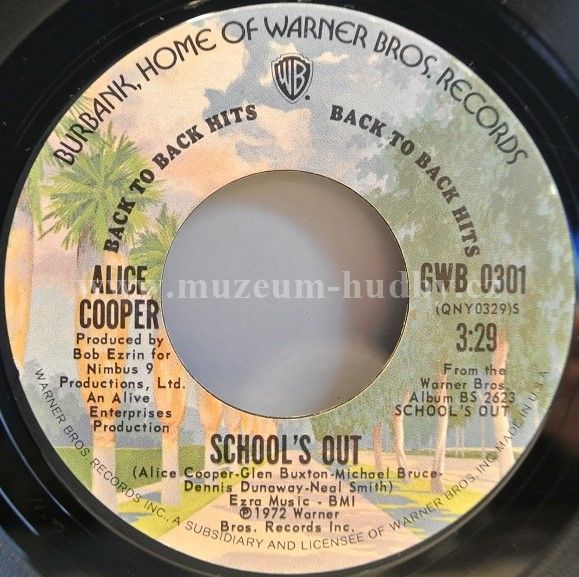 BURBANK, HOME OF WARNER BROS. RECORDS
WB
BACK TO BACK HITS BACK TO BACK HITS
www.muzeum-hudby.cz
ALICE
COOPER
Produced by
Bob Ezrin for
Nimbus 9
Productions, Ltd.
An Alive
Enterprises
Production
GWB 0301
(QNY0329)S
3:29
From the
Warner Bros.
Album BS 2623
SCHOOL'S OUT
SCHOOL'S OUT
(Alice Cooper-Glen Buxton-Michael Bruce-
Dennis Dunaway-Neal Smith)
Ezra Music - BMI
℗1972 Warner
Bros. Records Inc.
WARNER BROS. RECORDS INC., A SUBSIDIARY AND LICENSEE OF WARNER BROS., INC. MADE IN U.S.A.